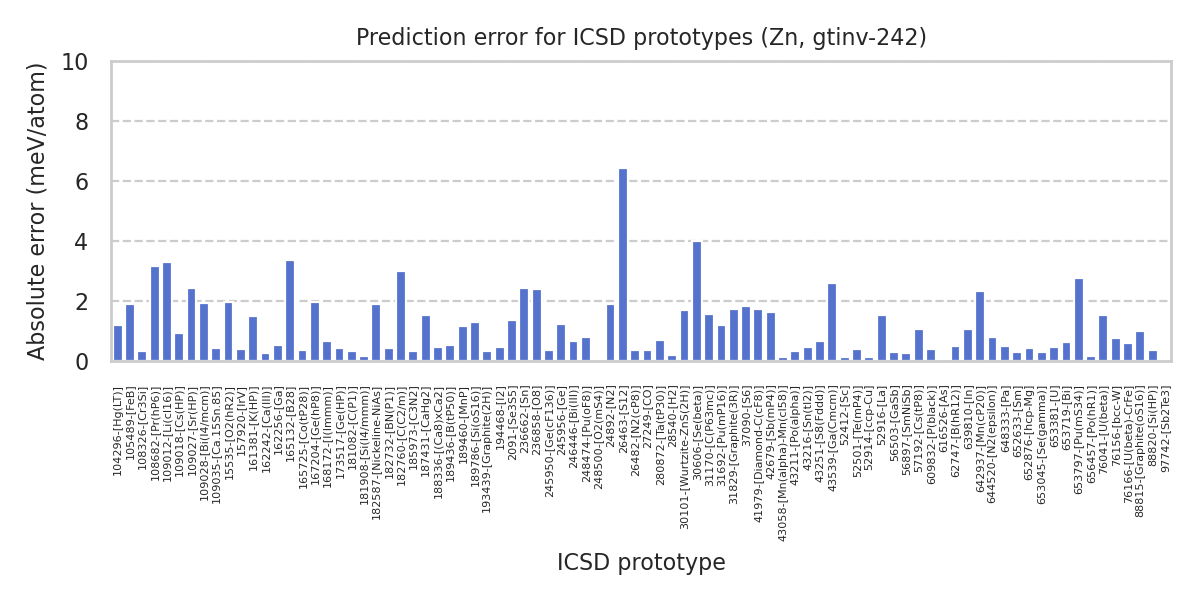 Prediction error for ICSD prototypes (Zn, gtinv-242)
Absolute error (meV/atom)
10
8
6
4
2
0
104296-[Hg(LT)]
105489-[FeB]
108326-[Cr3Si]
108682-[Pr(hP6)]
109012-[Li(cI16)]
109018-[Cs(HP)]
109027-[Sr(HP)]
109028-[Bi(I4/mcm)]
109035-[Ca.15Sn.85]
15535-[O2(hR2)]
157920-[IrV]
161381-[K(HP)]
162242-[Ca(III)]
162256-[Ga]
165132-[B28]
165725-[Co(tP28)]
167204-[Ge(hP8)]
168172-[I(Immm)]
173517-[Ge(HP)]
181082-[C(P1)]
181908-[Si(I4/mmm)]
182587-[Nickeline-NiAs]
182732-[BN(P1)]
182760-[C(C2/m)]
185973-[C3N2]
187431-[CaHg2]
188336-[(Ca8)xCa2]
189436-[B(tP50)]
189460-[MnP]
189786-[Si(oS16)]
193439-[Graphite(2H)]
194468-[I2]
2091-[Se3S5]
236662-[Sn]
236858-[O8]
245950-[Ge(cF136)]
245956-[Ge]
246446-[Bi(III)]
248474-[Pu(oF8)]
248500-[O2(mS4)]
24892-[N2]
26463-[S12]
26482-[N2(cP8)]
27249-[CO]
280872-[Ta(tP30)]
28540-[H2]
30101-[Wurtzite-ZnS(2H)]
30606-[Se(beta)]
31170-[C(P63mc)]
31692-[Pu(mP16)]
31829-[Graphite(3R)]
37090-[S6]
41979-[Diamond-C(cF8)]
42679-[Sb(mP4)]
43058-[Mn(alpha)-Mn(cI58)]
43211-[Po(alpha)]
43216-[Sn(tI2)]
43251-[S8(Fddd)]
43539-[Ga(Cmcm)]
52412-[Sc]
52501-[Te(mP4)]
52914-[fcc-Cu]
52916-[La]
56503-[GaSb]
56897-[SmNiSb]
57192-[Cs(tP8)]
609832-[P(black)]
616526-[As]
62747-[B(hR12)]
639810-[In]
642937-[Mn(cP20)]
644520-[N2(epsilon)]
648333-[Pa]
652633-[Sm]
652876-[hcp-Mg]
653045-[Se(gamma)]
653381-[U]
653719-[Bi]
653797-[Pu(mS34)]
656457-[Po(hR1)]
76041-[U(beta)]
76156-[bcc-W]
76166-[U(beta)-CrFe]
88815-[Graphite(oS16)]
88820-[Si(HP)]
97742-[Sb2Te3]
ICSD prototype